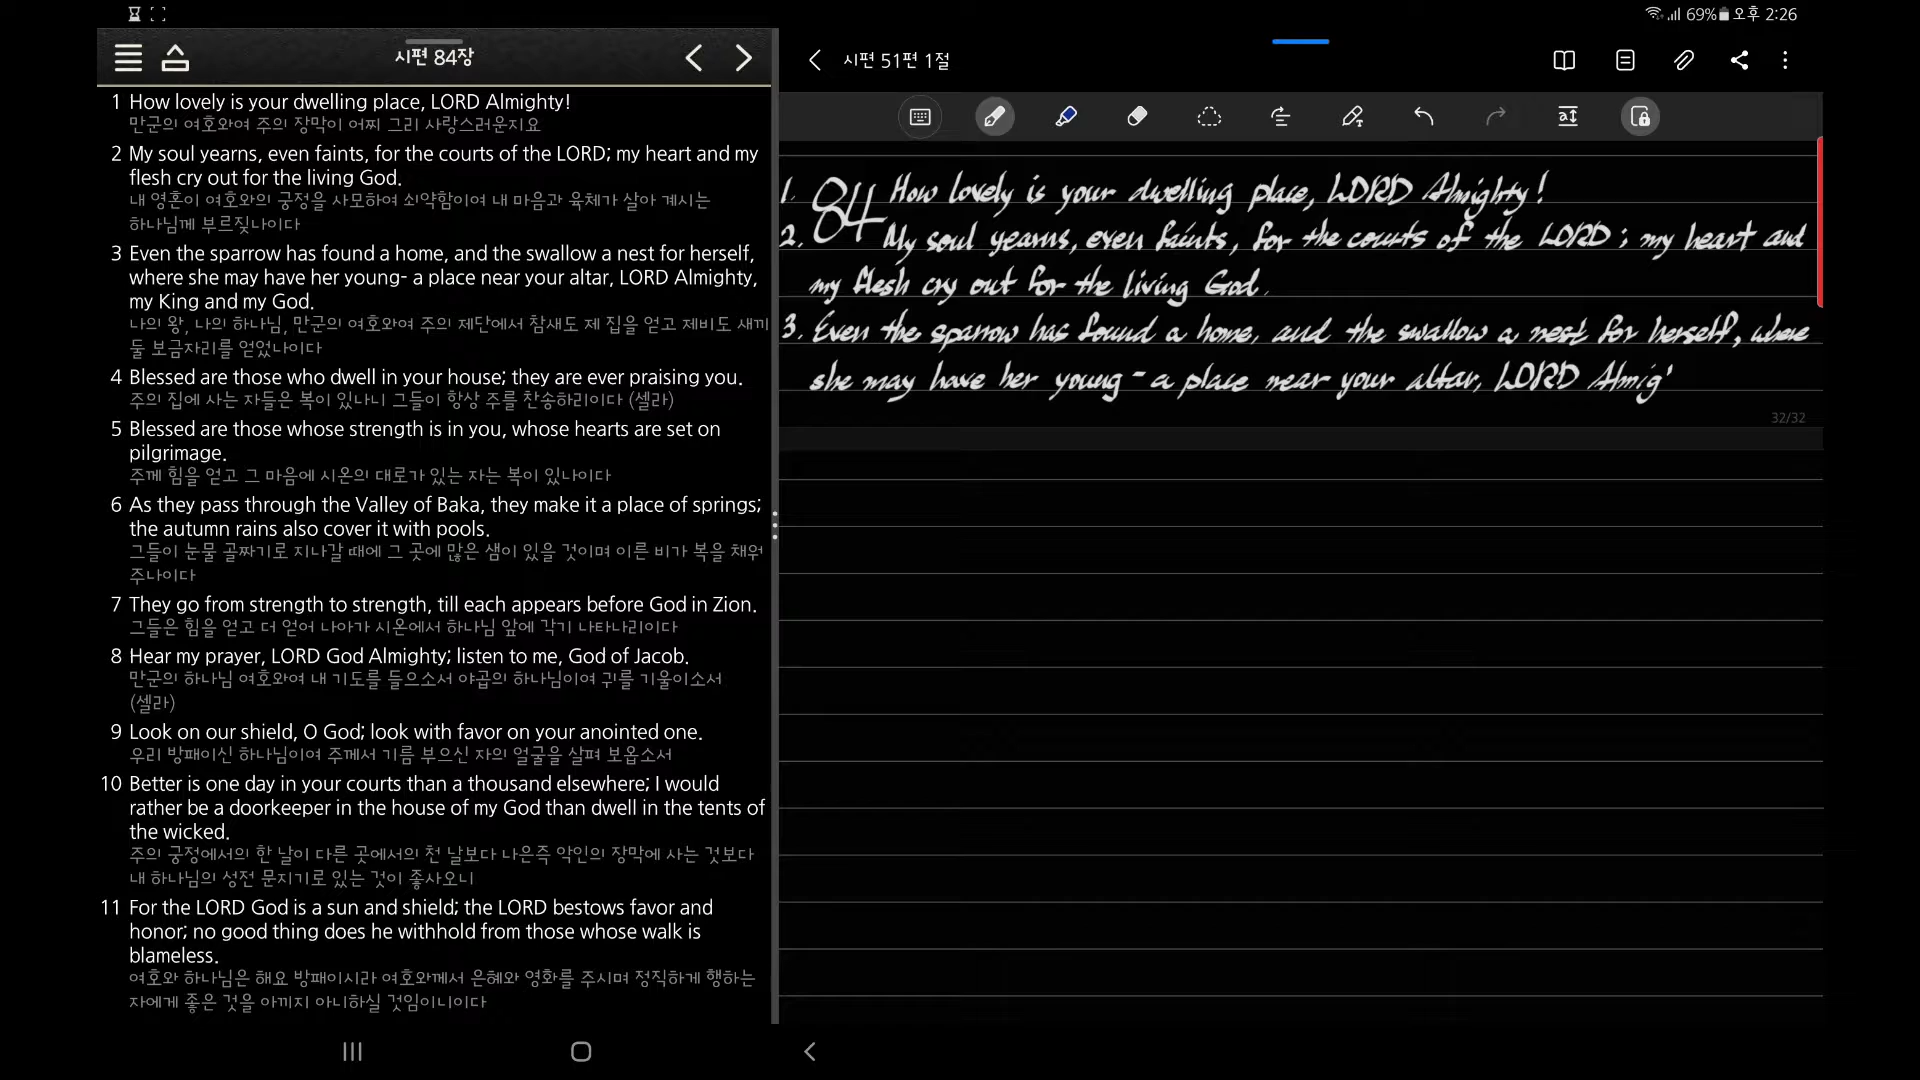 69% 오후 2:26
시편 84장
1 How lovely is your dwelling place, LORD Almighty!
만군의 여호와여 주의 장막이 어찌 그리 사랑스러운지요
2 My soul yearns, even faints, for the courts of the LORD; my heart and my
flesh cry out for the living God.
내 영혼이 여호와의 궁정을 사모하여 쇠약함이여 내 마음과 육체가 살아 계시는
하나님께 부르짖나이다
3 Even the sparrow has found a home, and the swallow a nest for herself,
where she may have her young- a place near your altar, LORD Almighty,
my King and my God.
나의 왕, 나의 하나님, 만군의 여호와여 주의 제단에서 참새도 제 집을 얻고 제비도 새끼
둘 보금자리를 얻었나이다
4 Blessed are those who dwell in your house; they are ever praising you.
주의 집에 사는 자들은 복이 있나니 그들이 항상 주를 찬송하리이다 (셀라)
5 Blessed are those whose strength is in you, whose hearts are set on
pilgrimage.
주께 힘을 얻고 그 마음에 시온의 대로가 있는 자는 복이 있나이다
6 As they pass through the Valley of Baka, they make it a place of springs;
the autumn rains also cover it with pools.
그들이 눈물 골짜기로 지나갈 때에 그 곳에 많은 샘이 있을 것이며 이른 비가 복을 채워
주나이다
7 They go from strength to strength, till each appears before God in Zion.
그들은 힘을 얻고 더 얻어 나아가 시온에서 하나님 앞에 각기 나타나리이다
8 Hear my prayer, LORD God Almighty; listen to me, God of Jacob.
만군의 하나님 여호와여 내 기도를 들으소서 야곱의 하나님이여 귀를 기울이소서
(셀라)
9 Look on our shield, O God; look with favor on your anointed one.
우리 방패이신 하나님이여 주께서 기름 부으신 자의 얼굴을 살펴 보옵소서
10 Better is one day in your courts than a thousand elsewhere; I would
rather be a doorkeeper in the house of my God than dwell in the tents of
the wicked.
주의 궁정에서의 한 날이 다른 곳에서의 천 날보다 나은즉 악인의 장막에 사는 것보다
내 하나님의 성전 문지기로 있는 것이 좋사오니
11 For the LORD God is a sun and shield; the LORD bestows favor and
honor; no good thing does he withhold from those whose walk is
blameless.
여호와 하나님은 해요 방패이시라 여호와께서 은혜와 영화를 주시며 정직하게 행하는
자에게 좋은 것을 아끼지 아니하실 것임이니이다
시편 51편 1절
84
1. How lovely is your dwelling place, LORD Almighty!
2. My soul yearns, even faints, for the courts of the LORD; my heart and
my flesh cry out for the living God.
3. Even the sparrow has found a home, and the swallow a nest for herself, where
she may have her young - a place near your altar, LORD Almig'
32/32